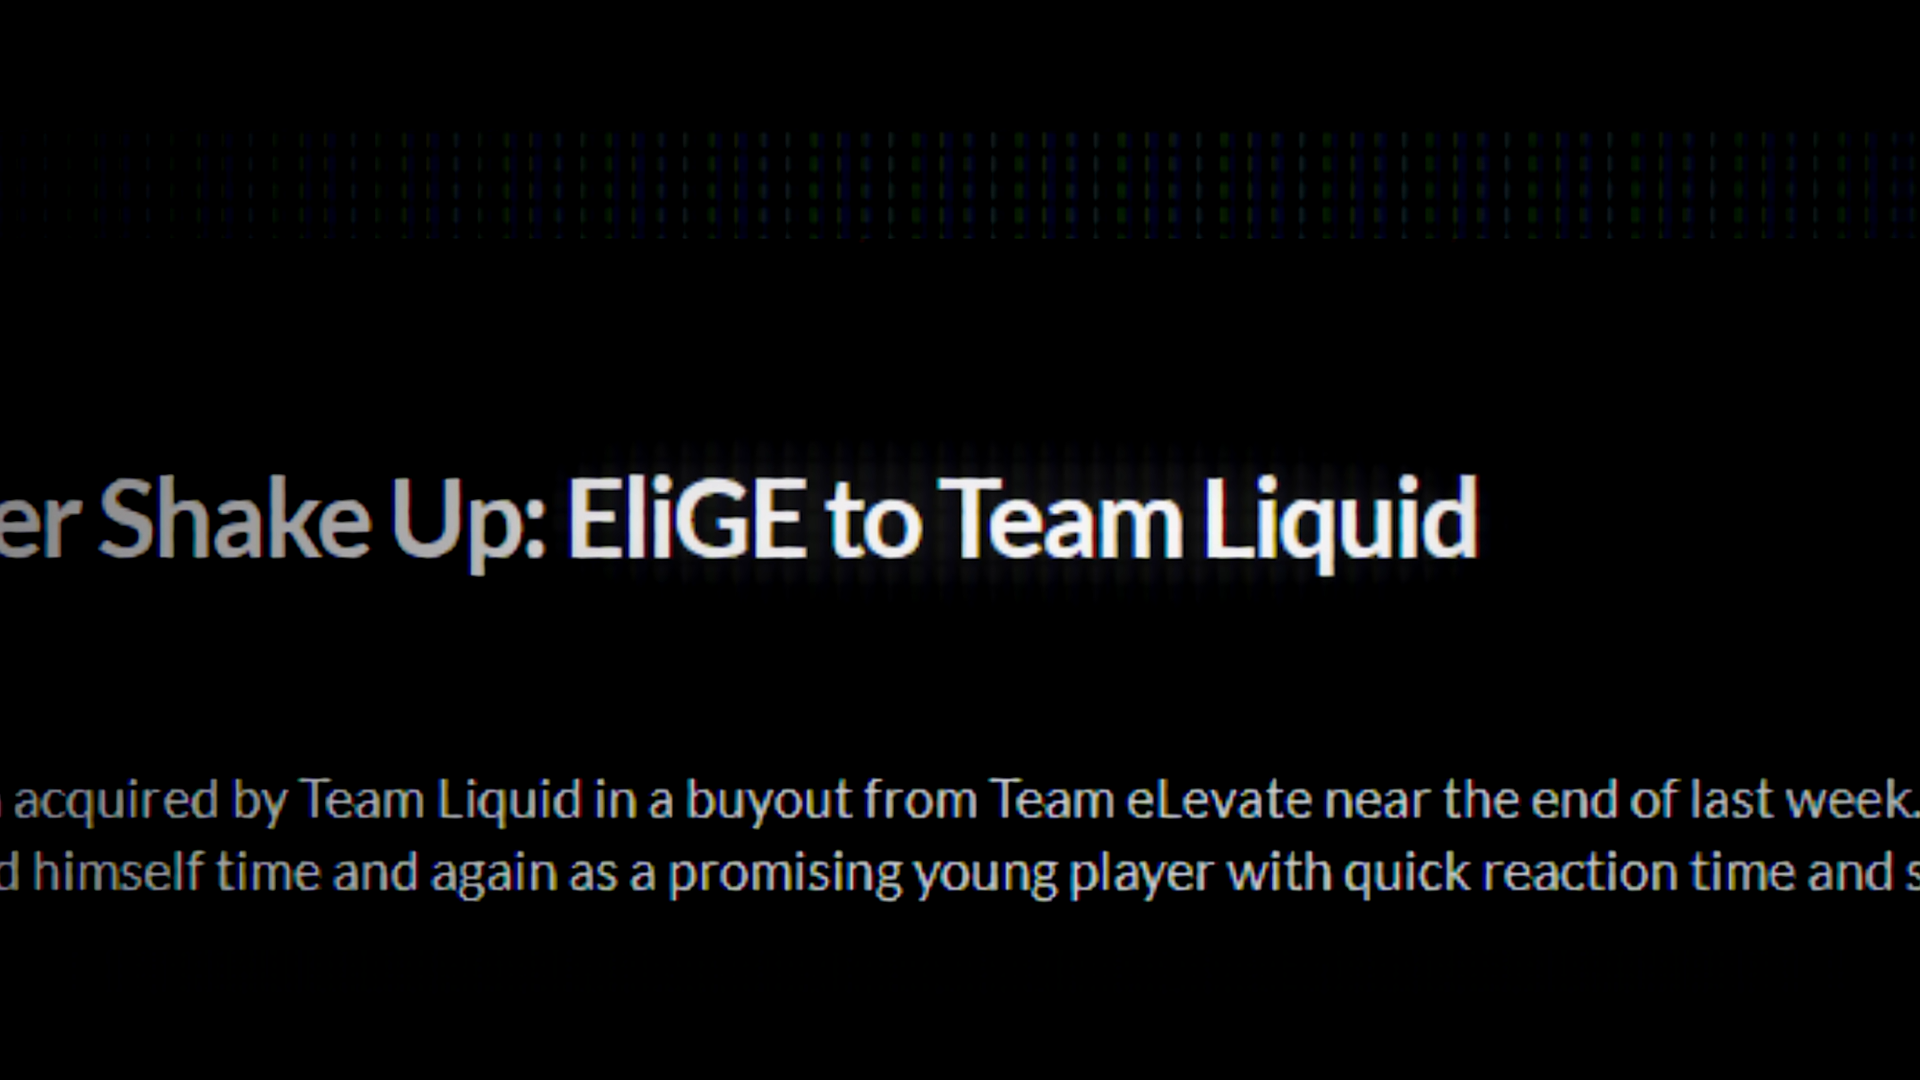 er Shake Up: EliGE to Team Liquid
acquired by Team Liquid in a buyout from Team eLevate near the end of last week.
d himself time and again as a promising young player with quick reaction time and s